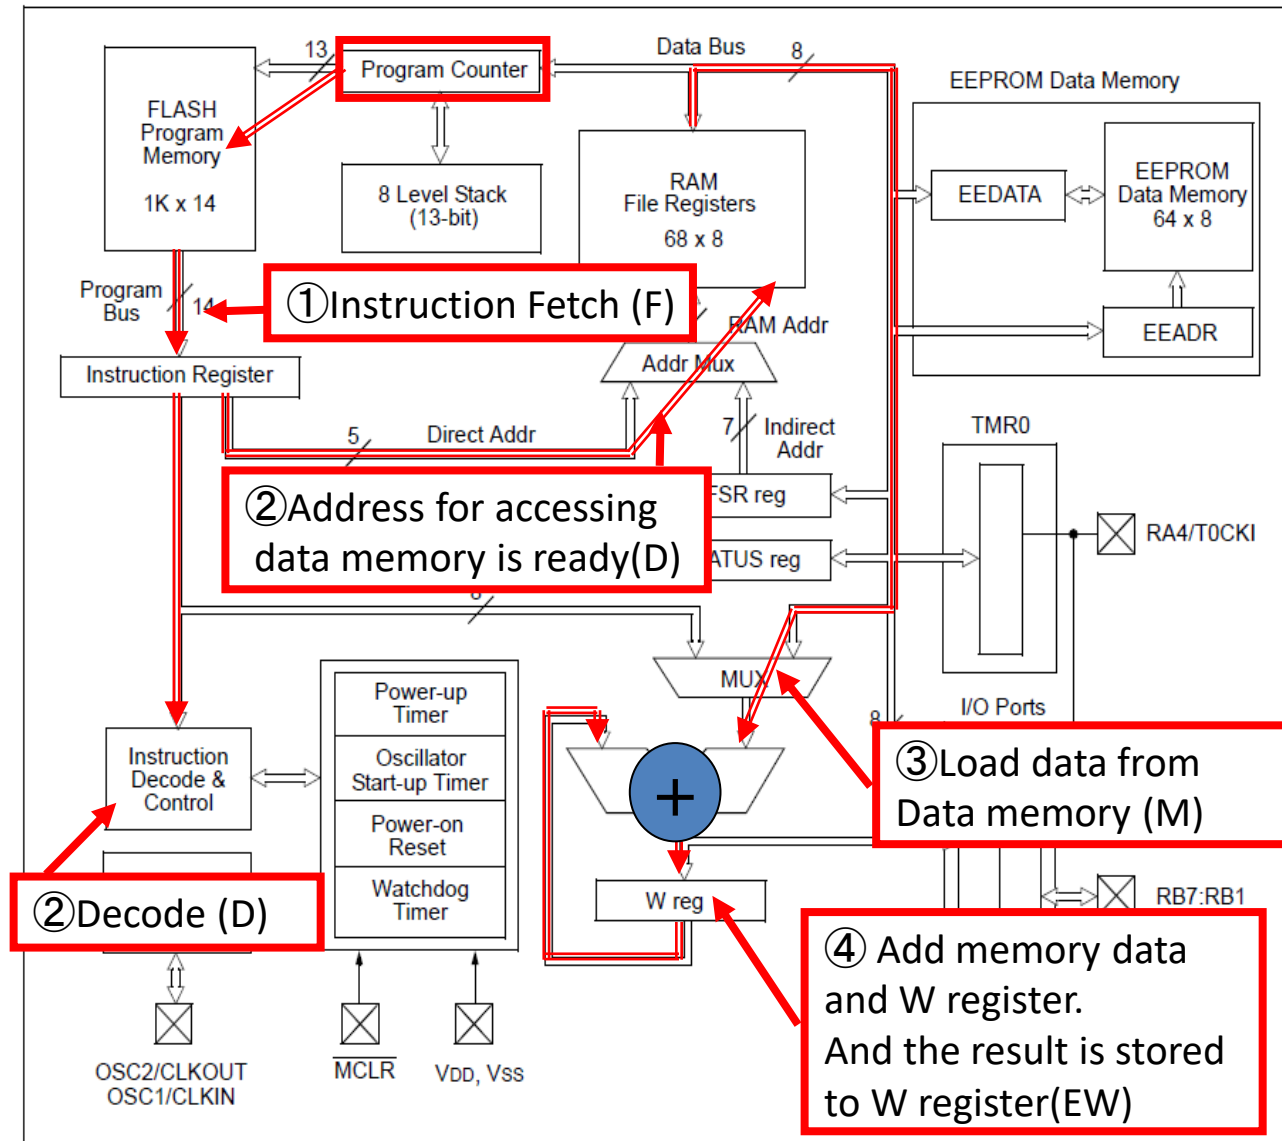 13
Program Counter
Data Bus
8
EEPROM Data Memory
FLASH
Program
Memory
1K x 14
8 Level Stack
(13-bit)
RAM
File Registers
68 x 8
EEDATA
EEPROM
Data Memory
64 x 8
EEADR
Program
Bus
14
①Instruction Fetch (F)
RAM Addr
Addr Mux
Instruction Register
5
Direct Addr
7
Indirect
Addr
TMR0
②Address for accessing
data memory is ready(D)
FSR reg
ATUS reg
RA4/T0CKI
MUX
I/O Ports
8
Power-up
Timer
Oscillator
Start-up Timer
Power-on
Reset
Watchdog
Timer
Instruction
Decode &
Control
+
③Load data from
Data memory (M)
②Decode (D)
W reg
RB7:RB1
④ Add memory data
and W register.
And the result is stored
to W register(EW)
OSC2/CLKOUT
OSC1/CLKIN
MCLR
VDD, VSS